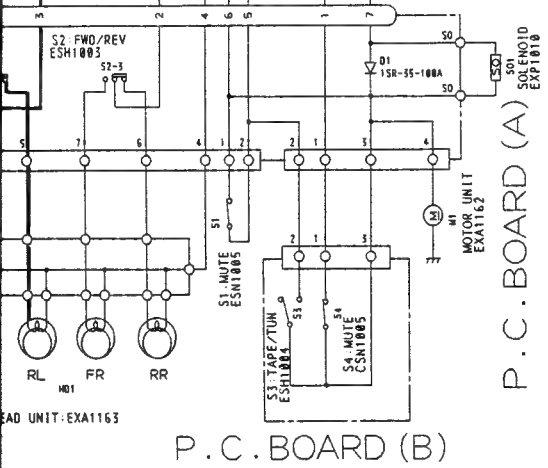 3 2 4 6 5 1 7
S2:FWD/REV
ESH1003
S2-3
D1
1SR-35-100A
SO
SO
SO
SO1
SOLENOID
EXP1010
5 7 6 4 1 2 2 1 3 4
S1
M
M1
MOTOR UNIT
EXA1162
S1:MUTE
ESN1005
2 1 3
S3
S4
S3:TAPE/TUN
ESH1004
S4:MUTE
CSN1005
RL FR RR
HD1
EAD UNIT:EXA1163
P.C.BOARD (A)
P.C.BOARD (B)